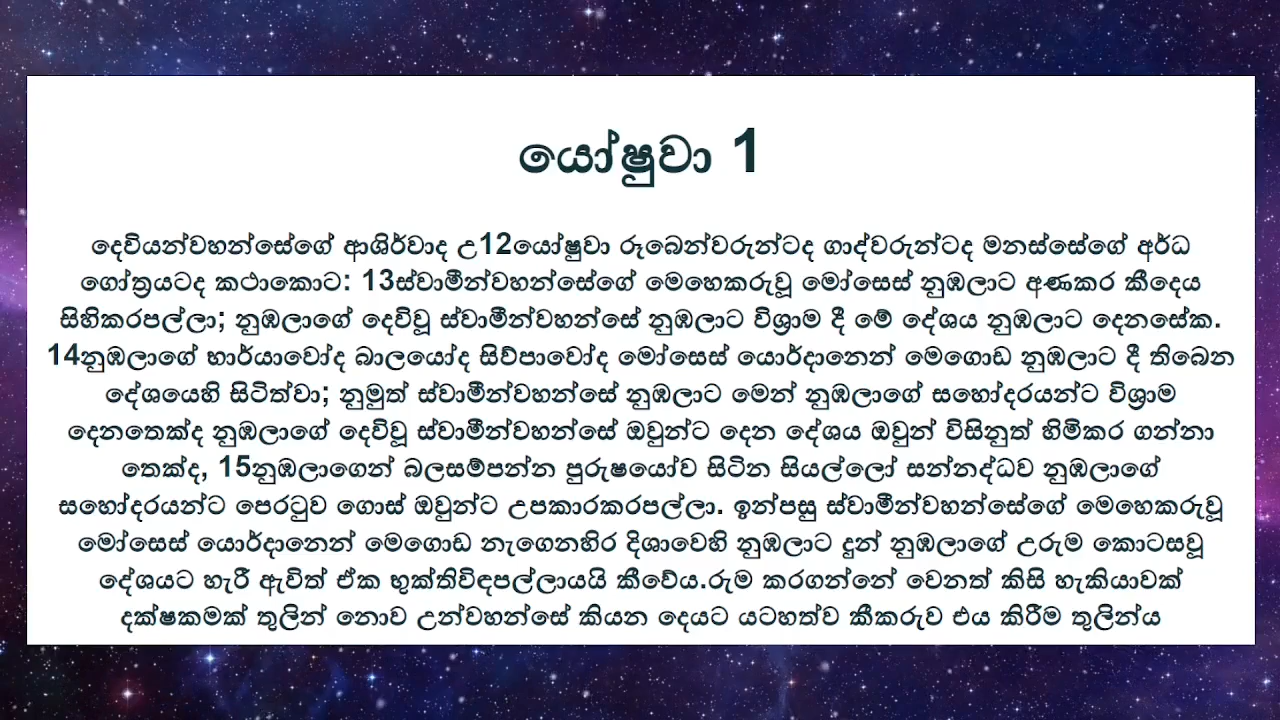 යෝෂුවා 1
දෙවියන්වහන්සේගේ ආශිර්වාද උ12යෝෂුවා රූබෙන්වරුන්ටද ගාද්වරුන්ටද මනස්සේගේ අර්ධ
ගෝත්‍රයටද කථාකොට: 13ස්වාමීන්වහන්සේගේ මෙහෙකරුවූ මෝසෙස් නුඹලාට අණකර කීදෙය
සිහිකරපල්ලා; නුඹලාගේ දෙවිවූ ස්වාමීන්වහන්සේ නුඹලාට විශ්‍රාම දී මේ දේශය නුඹලාට දෙනසේක.
14නුඹලාගේ භාර්යාවෝද බාලයෝද සිව්පාවෝද මෝසෙස් යොර්දානෙන් මෙගොඩ නුඹලාට දී තිබෙන
දේශයෙහි සිටිත්වා; නුමුත් ස්වාමීන්වහන්සේ නුඹලාට මෙන් නුඹලාගේ සහෝදරයන්ට විශ්‍රාම
දෙනතෙක්ද නුඹලාගේ දෙවිවූ ස්වාමීන්වහන්සේ ඔවුන්ට දෙන දේශය ඔවුන් විසිනුත් හිමිකර ගන්නා
තෙක්ද, 15නුඹලාගෙන් බලසම්පන්න පුරුෂයෝව සිටින සියල්ලෝ සන්නද්ධව නුඹලාගේ
සහෝදරයන්ට පෙරටුව ගොස් ඔවුන්ට උපකාරකරපල්ලා. ඉන්පසු ස්වාමීන්වහන්සේගේ මෙහෙකරුවූ
මෝසෙස් යොර්දානෙන් මෙගොඩ නැගෙනහිර දිශාවෙහි නුඹලාට දුන් නුඹලාගේ උරුම කොටසවූ
දේශයට හැරී ඇවිත් ඒක භුක්තිවිඳපල්ලායයි කීවේය.රුම කරගන්නේ වෙනත් කිසි හැකියාවක්
දක්ෂකමක් තුලින් නොව උන්වහන්සේ කියන දෙයට යටහත්ව කීකරුව එය කිරීම තුලින්ය